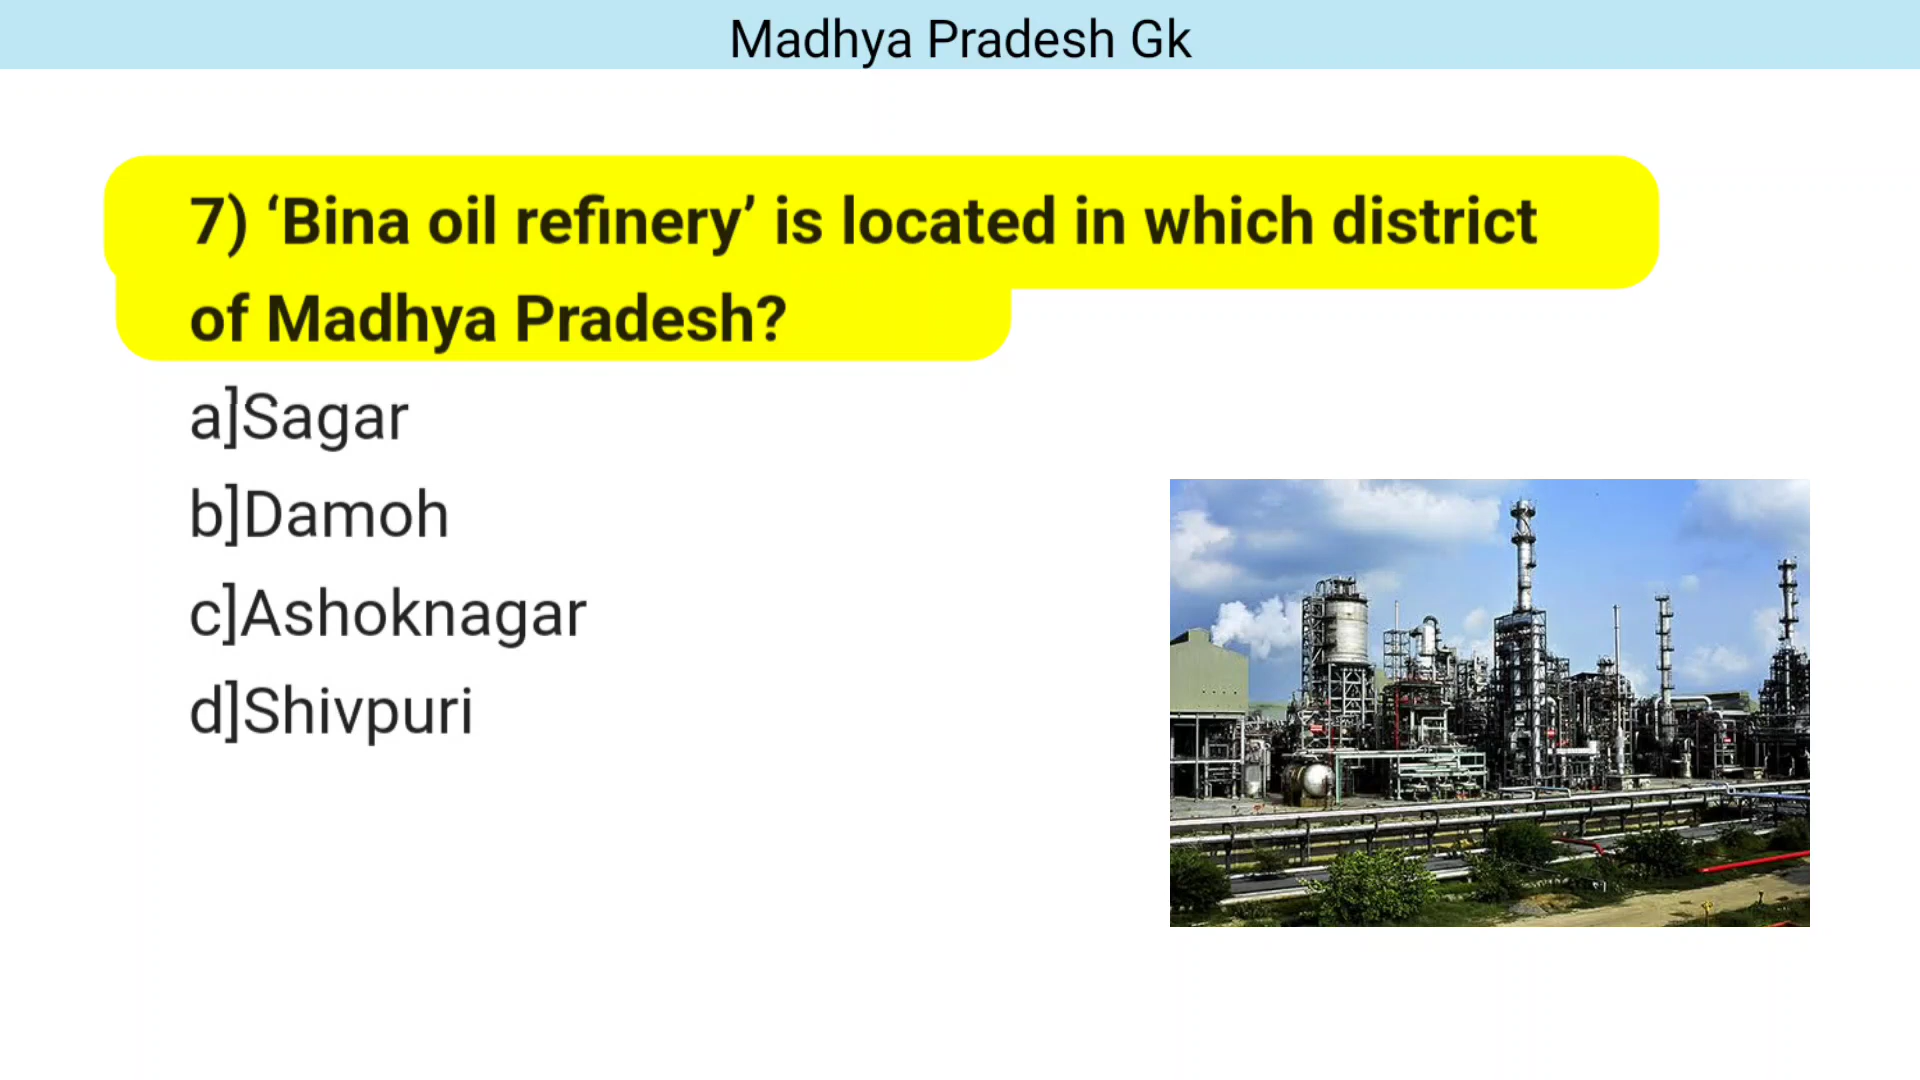 Madhya Pradesh Gk
7) ‘Bina oil refinery’ is located in which district
of Madhya Pradesh?
a]Sagar
b]Damoh
c]Ashoknagar
d]Shivpuri